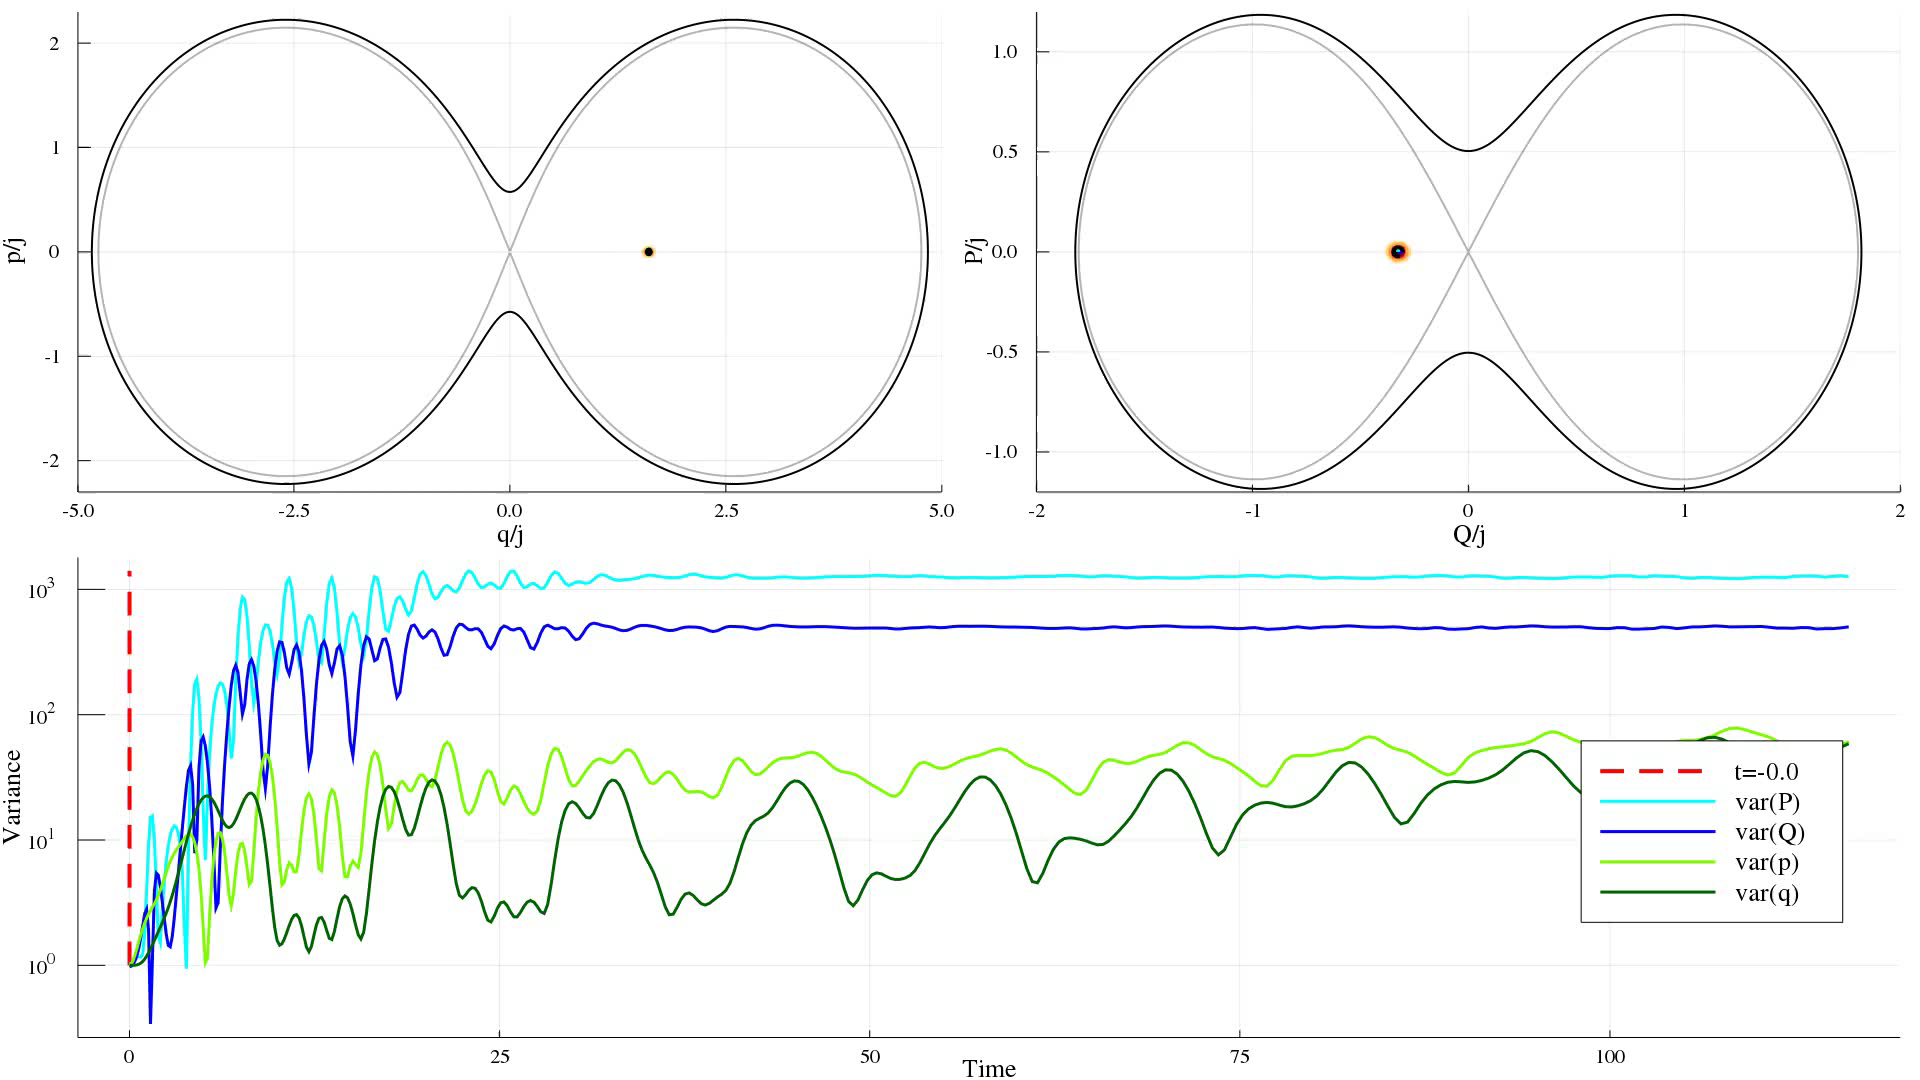 2
1
0
-1
-2
p/j
-5.0
-2.5
0.0
2.5
5.0
q/j
1.0
0.5
0.0
-0.5
-1.0
P/j
-2
-1
0
1
2
Q/j
10³
10²
10¹
10⁰
Variance
t=-0.0
var(P)
var(Q)
var(p)
var(q)
0
25
50
75
100
Time